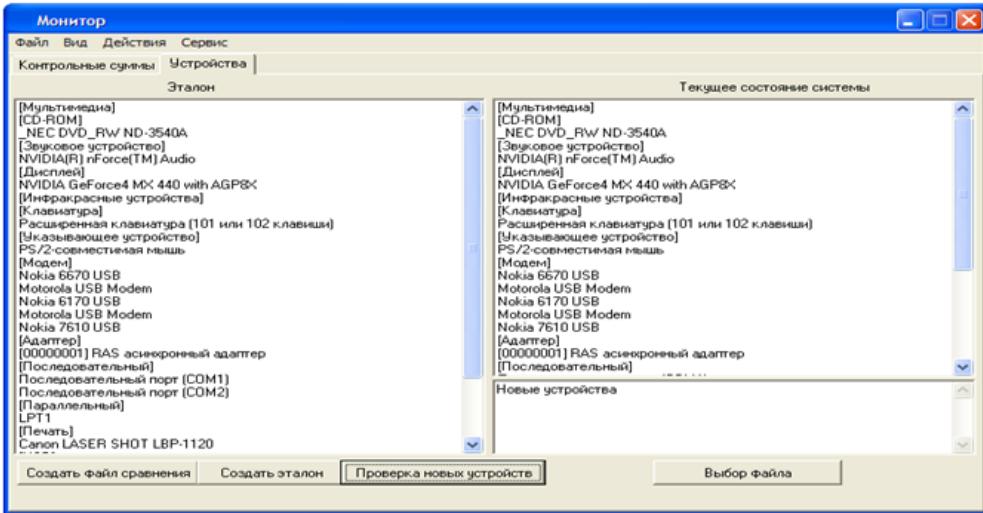 Монитор
Файл Вид Действия Сервис
Контрольные суммы Устройства
Эталон
[Мультимедиа]
[CD-ROM]
_NEC DVD_RW ND-3540A
[Звуковое устройство]
NVIDIA(R) nForce(TM) Audio
[Дисплей]
NVIDIA GeForce4 MX 440 with AGP8X
[Инфракрасные устройства]
[Клавиатура]
Расширенная клавиатура (101 или 102 клавиши)
[Указывающее устройство]
PS/2-совместимая мышь
[Модем]
Nokia 6670 USB
Motorola USB Modem
Nokia 6170 USB
Motorola USB Modem
Nokia 7610 USB
[Адаптер]
[00000001] RAS асинхронный адаптер
[Последовательный]
Последовательный порт (COM1)
Последовательный порт (COM2)
[Параллельный]
LPT1
[Печать]
Canon LASER SHOT LBP-1120
Текущее состояние системы
[Мультимедиа]
[CD-ROM]
_NEC DVD_RW ND-3540A
[Звуковое устройство]
NVIDIA(R) nForce(TM) Audio
[Дисплей]
NVIDIA GeForce4 MX 440 with AGP8X
[Инфракрасные устройства]
[Клавиатура]
Расширенная клавиатура (101 или 102 клавиши)
[Указывающее устройство]
PS/2-совместимая мышь
[Модем]
Nokia 6670 USB
Motorola USB Modem
Nokia 6170 USB
Motorola USB Modem
Nokia 7610 USB
[Адаптер]
[00000001] RAS асинхронный адаптер
[Последовательный]
Новые устройства
Создать файл сравнения Создать эталон Проверка новых устройств Выбор файла